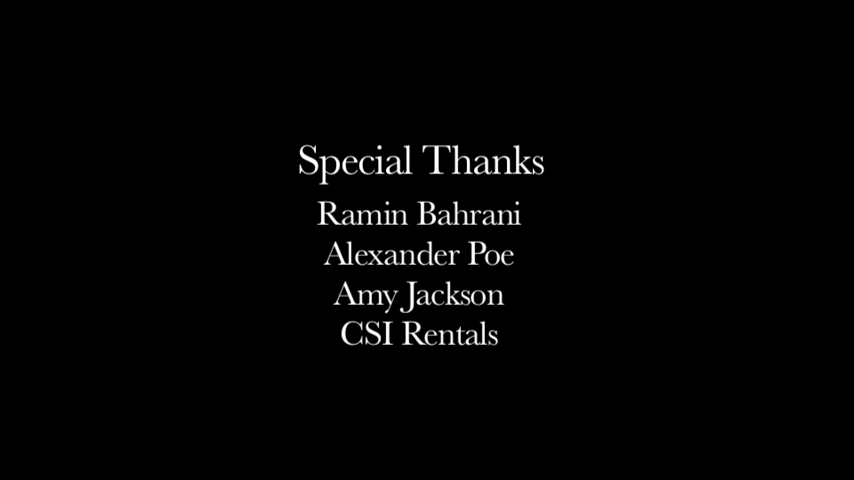 Special Thanks
Ramin Bahrani
Alexander Poe
Amy Jackson
CSI Rentals